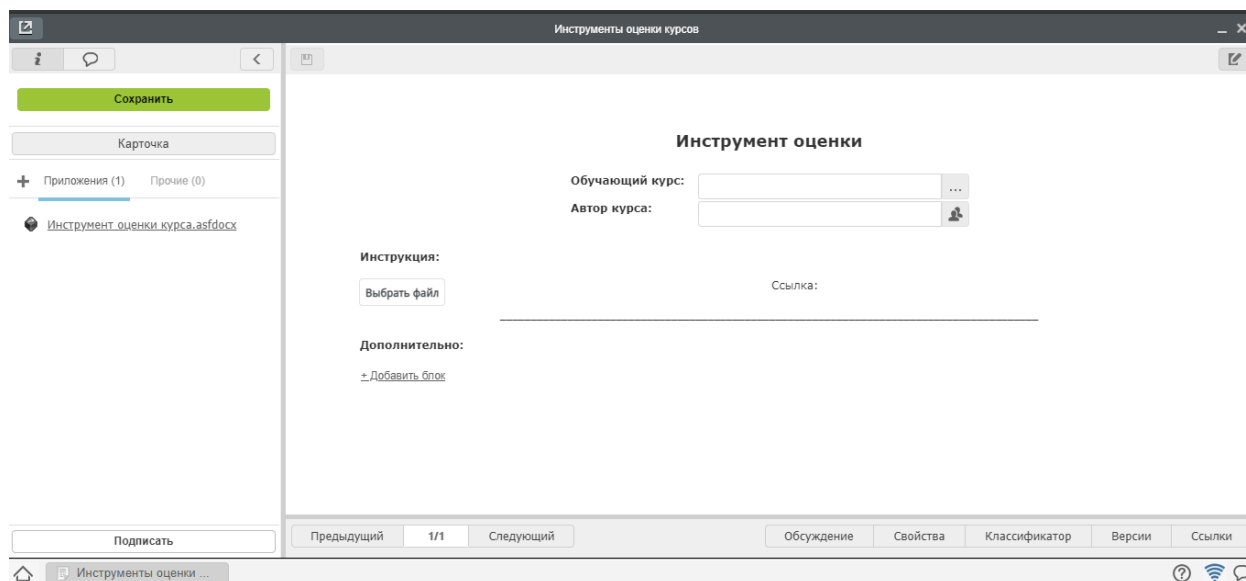 Инструменты оценки курсов
Сохранить
Карточка
Приложения (1) Прочие (0)
Инструмент оценки курса.asfdocx
Подписать
Инструмент оценки
Обучающий курс: ...
Автор курса:
Инструкция:
Выбрать файл
Ссылка:
Дополнительно:
+ Добавить блок
Предыдущий 1/1 Следующий Обсуждение Свойства Классификатор Версии Ссылки
Инструменты оценки ...